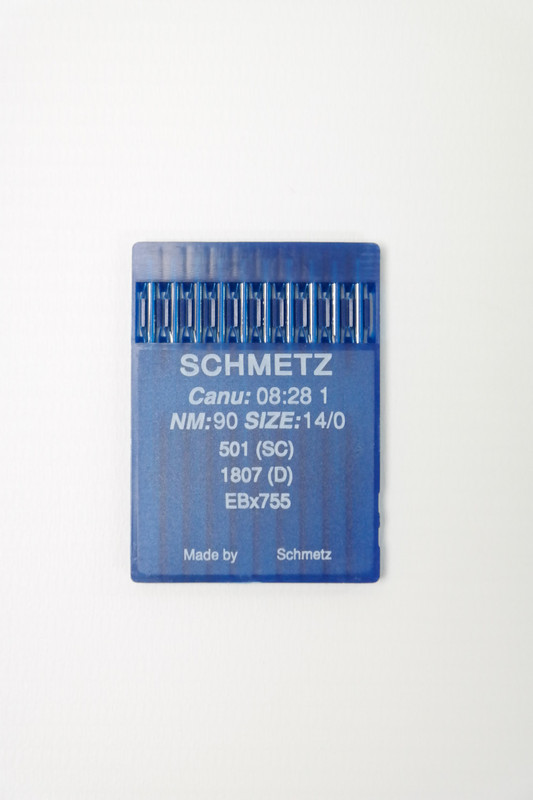 SCHMETZ
Canu: 08:28 1
NM:90 SIZE:14/0
501 (SC)
1807 (D)
EBx755
Made by Schmetz